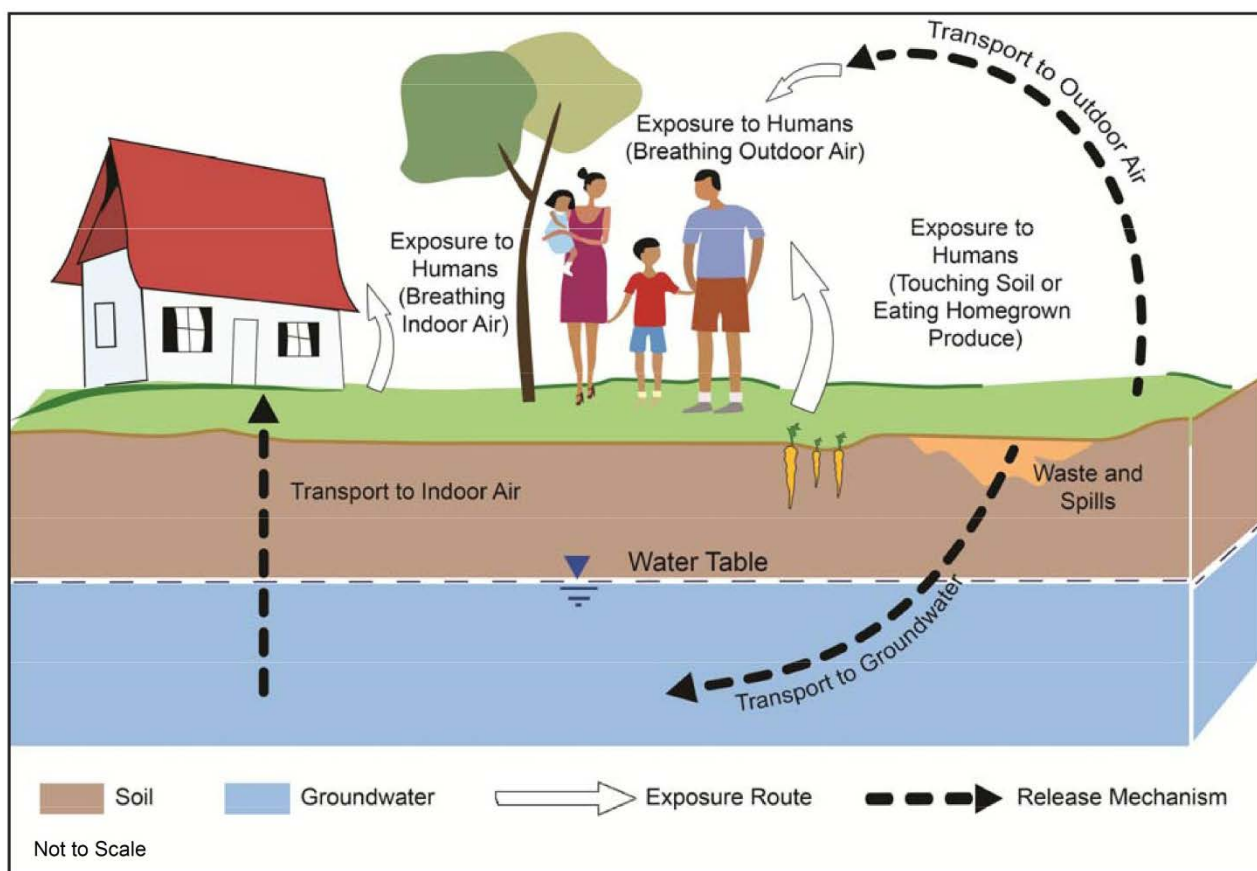 Transport to Outdoor Air
Exposure to Humans
(Breathing Outdoor Air)
Exposure to
Humans
(Breathing
Indoor Air)
Exposure to
Humans
(Touching Soil or
Eating Homegrown
Produce)
Transport to Indoor Air
Waste and
Spills
Water Table
Transport to Groundwater
Soil
Groundwater
Exposure Route
Release Mechanism
Not to Scale